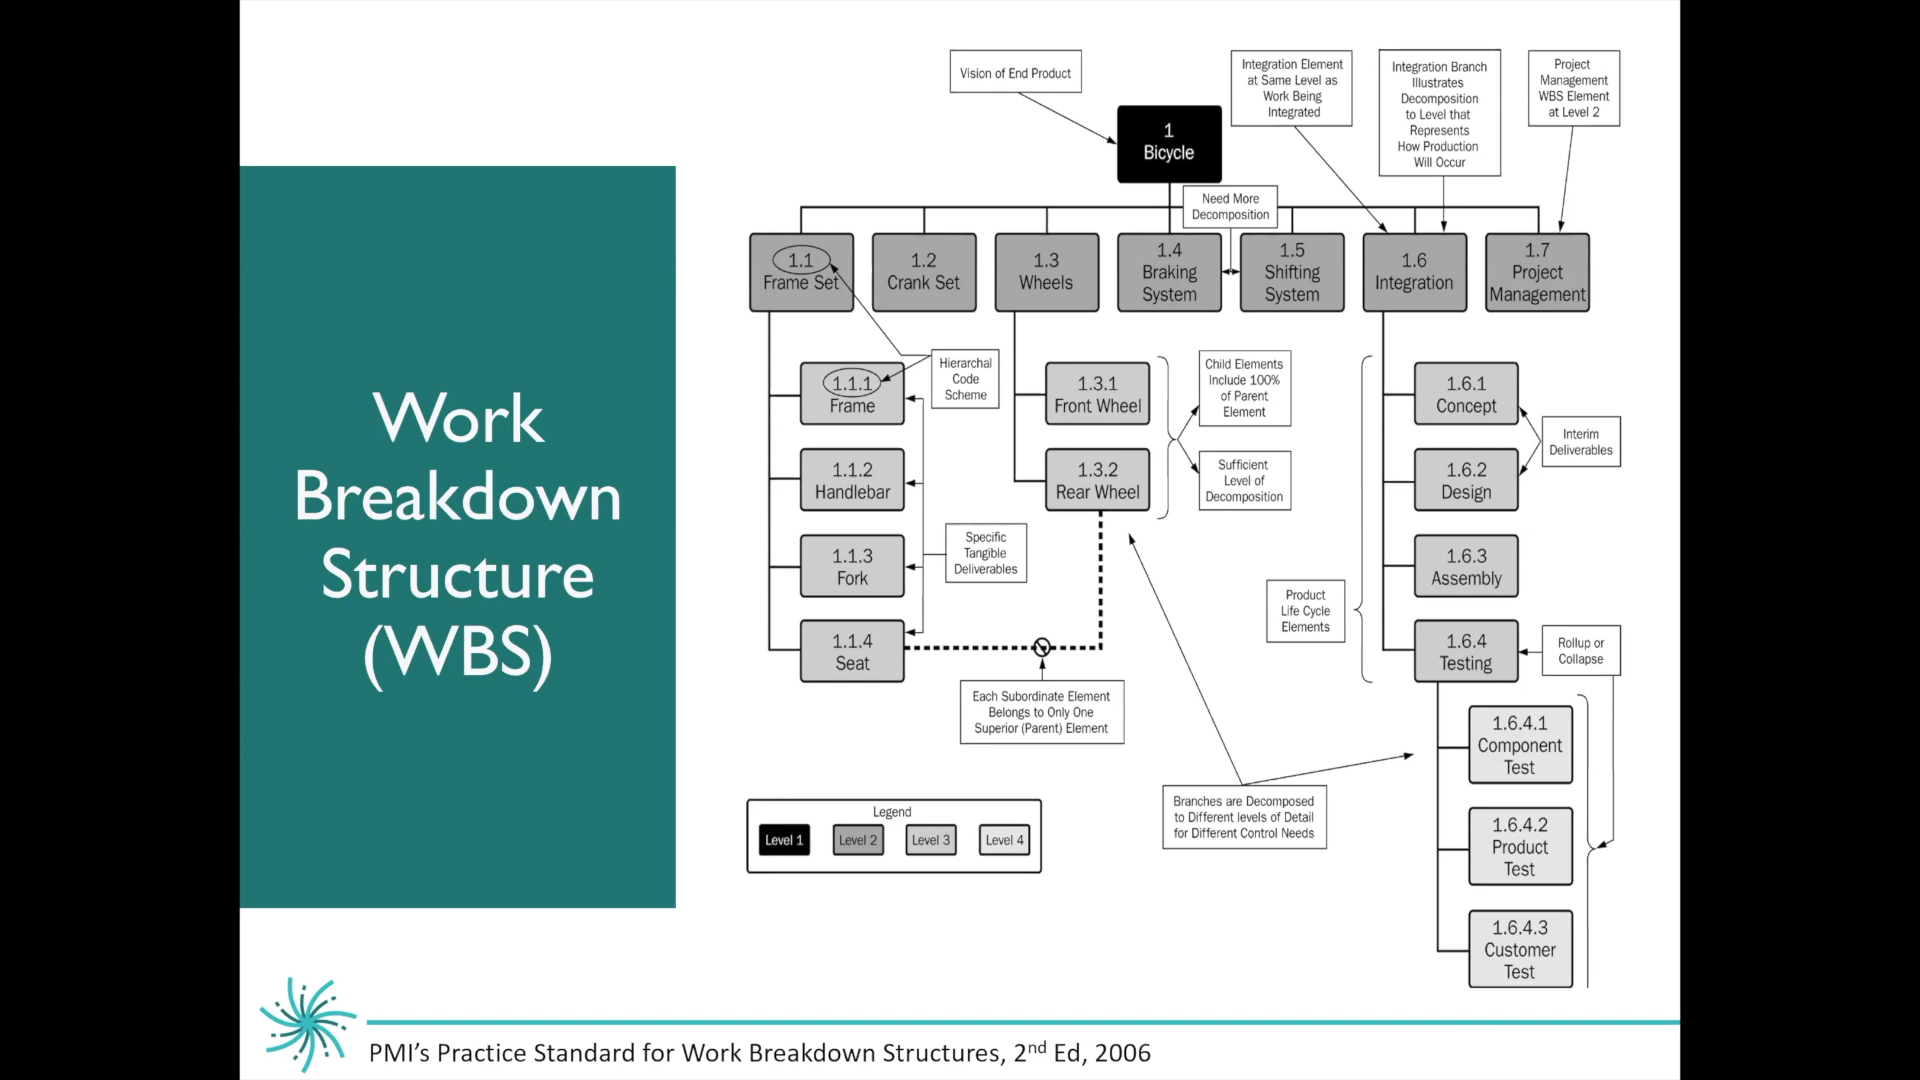 Work
Breakdown
Structure
(WBS)
Vision of End Product
Integration Element
at Same Level as
Work Being
Integrated
Integration Branch
Illustrates
Decomposition
to Level that
Represents
How Production
Will Occur
Project
Management
WBS Element
at Level 2
1
Bicycle
Need More
Decomposition
1.1
Frame Set
1.2
Crank Set
1.3
Wheels
1.4
Braking
System
1.5
Shifting
System
1.6
Integration
1.7
Project
Management
1.1.1
Frame
1.1.2
Handlebar
1.1.3
Fork
1.1.4
Seat
Hierarchal
Code
Scheme
Specific
Tangible
Deliverables
1.3.1
Front Wheel
1.3.2
Rear Wheel
Child Elements
Include 100%
of Parent
Element
Sufficient
Level of
Decomposition
Each Subordinate Element
Belongs to Only One
Superior (Parent) Element
Product
Life Cycle
Elements
1.6.1
Concept
1.6.2
Design
1.6.3
Assembly
1.6.4
Testing
Interim
Deliverables
Rollup or
Collapse
1.6.4.1
Component
Test
1.6.4.2
Product
Test
1.6.4.3
Customer
Test
Branches are Decomposed
to Different levels of Detail
for Different Control Needs
Legend
Level 1
Level 2
Level 3
Level 4
PMI’s Practice Standard for Work Breakdown Structures, 2nd Ed, 2006